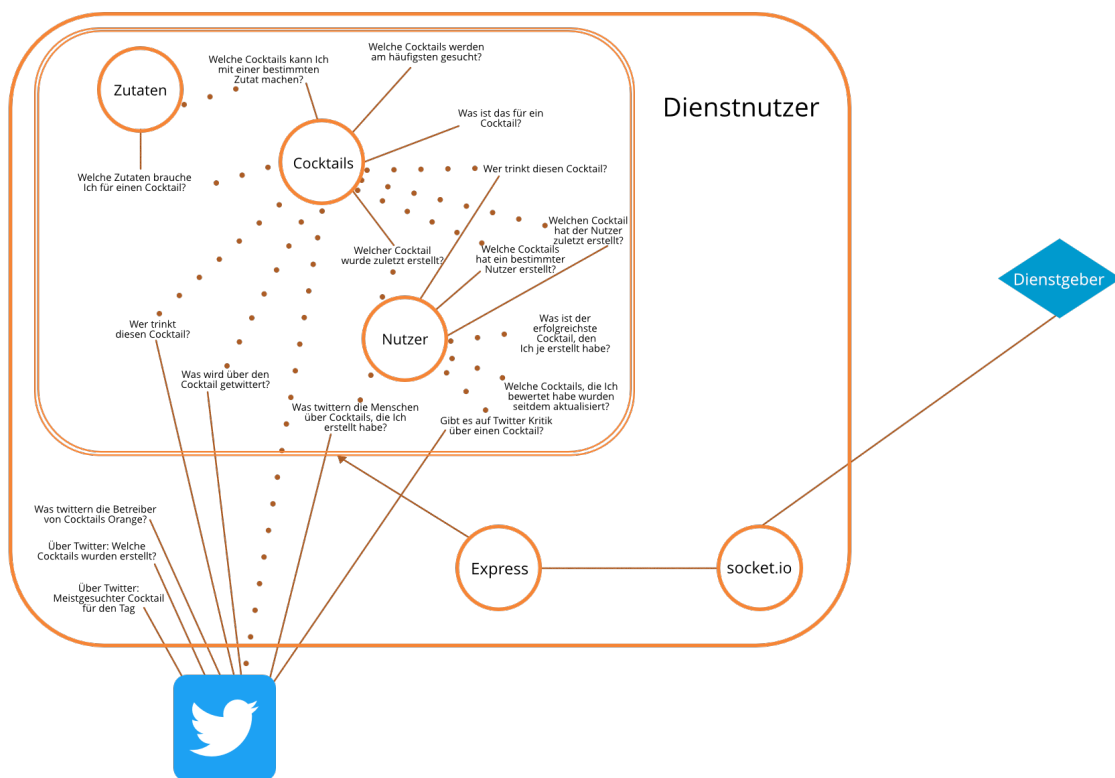 Welche Cocktails werden
am häufigsten gesucht?
Welche Cocktails kann Ich
mit einer bestimmten
Zutat machen?
Zutaten
Dienstnutzer
Was ist das für ein
Cocktail?
Cocktails
Wer trinkt diesen Cocktail?
Welche Zutaten brauche
Ich für einen Cocktail?
Welchen Cocktail
hat der Nutzer
zuletzt erstellt?
Welcher Cocktail
wurde zuletzt erstellt?
Welche Cocktails
hat ein bestimmter
Nutzer erstellt?
Dienstgeber
Wer trinkt
diesen Cocktail?
Nutzer
Was ist der
erfolgreichste
Cocktail, den
Ich je erstellt habe?
Was wird über den
Cocktail getwittert?
Welche Cocktails, die Ich
bewertet habe wurden
seitdem aktualisiert?
Was twittern die Menschen
über Cocktails, die Ich
erstellt habe?
Gibt es auf Twitter Kritik
über einen Cocktail?
Was twittern die Betreiber
von Cocktails Orange?
Über Twitter: Welche
Cocktails wurden erstellt?
Express
socket.io
Über Twitter:
Meistgesuchter Cocktail
für den Tag